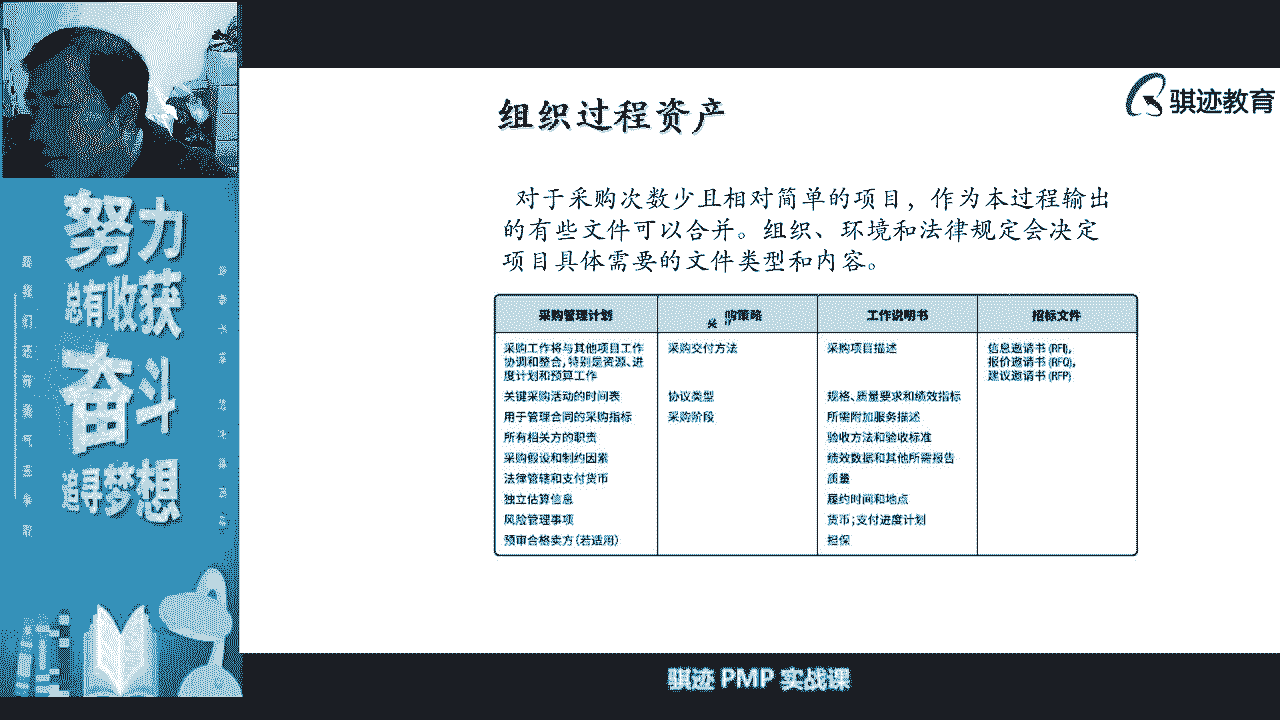 骐迹教育
组织过程资产
对于采购次数少且相对简单的项目，作为本过程输出
的有些文件可以合并。组织、环境和法律规定会决定
项目具体需要的文件类型和内容。
采购管理计划
购策略
工作说明书
招标文件
采购工作将与其他项目工作
协调和整合，特别是资源、进
度计划和预算工作
关键采购活动的时间表
用于管理合同的采购指标
所有相关方的职责
采购假设和制约因素
法律管辖和支付货币
独立估算信息
风险管理事项
预审合格卖方（若适用）
采购交付方法
协议类型
采购阶段
采购项目描述
规格、质量要求和绩效指标
所需附加服务描述
验收方法和验收标准
绩效数据和其他所需报告
质量
履约时间和地点
货币；支付进度计划
担保
信息邀请书 (RFI)，
报价邀请书 (RFQ)，
建议邀请书 (RFP)
努力
总有收获
奋斗
追寻梦想
骐迹 PMP 实战课